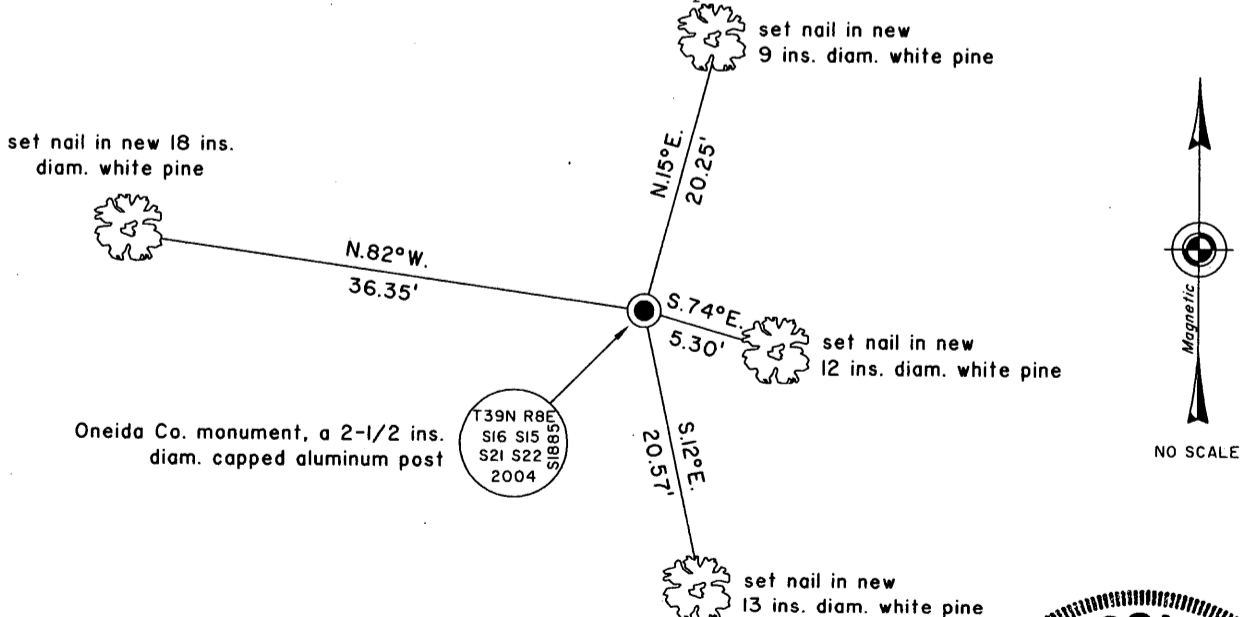 set nail in new
9 ins. diam. white pine
set nail in new 18 ins.
diam. white pine
N.15°E.
20.25'
N.82°W.
36.35'
S.74°E.
5.30'
set nail in new
12 ins. diam. white pine
Magnetic
NO SCALE
Oneida Co. monument, a 2-1/2 ins.
diam. capped aluminum post
T39N R8E
S16 S15
S21 S22
2004
S1885
S.12°E.
20.57'
set nail in new
13 ins. diam. white pine